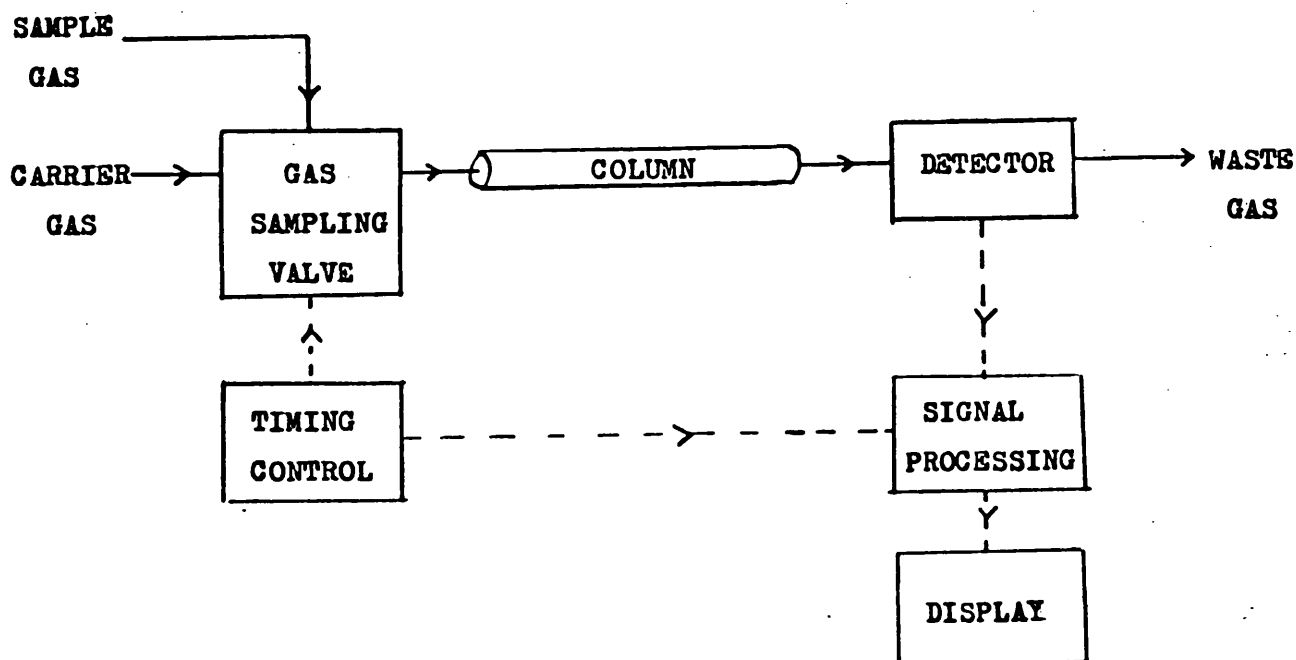 SAMPLE
GAS
CARRIER
GAS
GAS
SAMPLING
VALVE
COLUMN
DETECTOR
WASTE
GAS
TIMING
CONTROL
SIGNAL
PROCESSING
DISPLAY